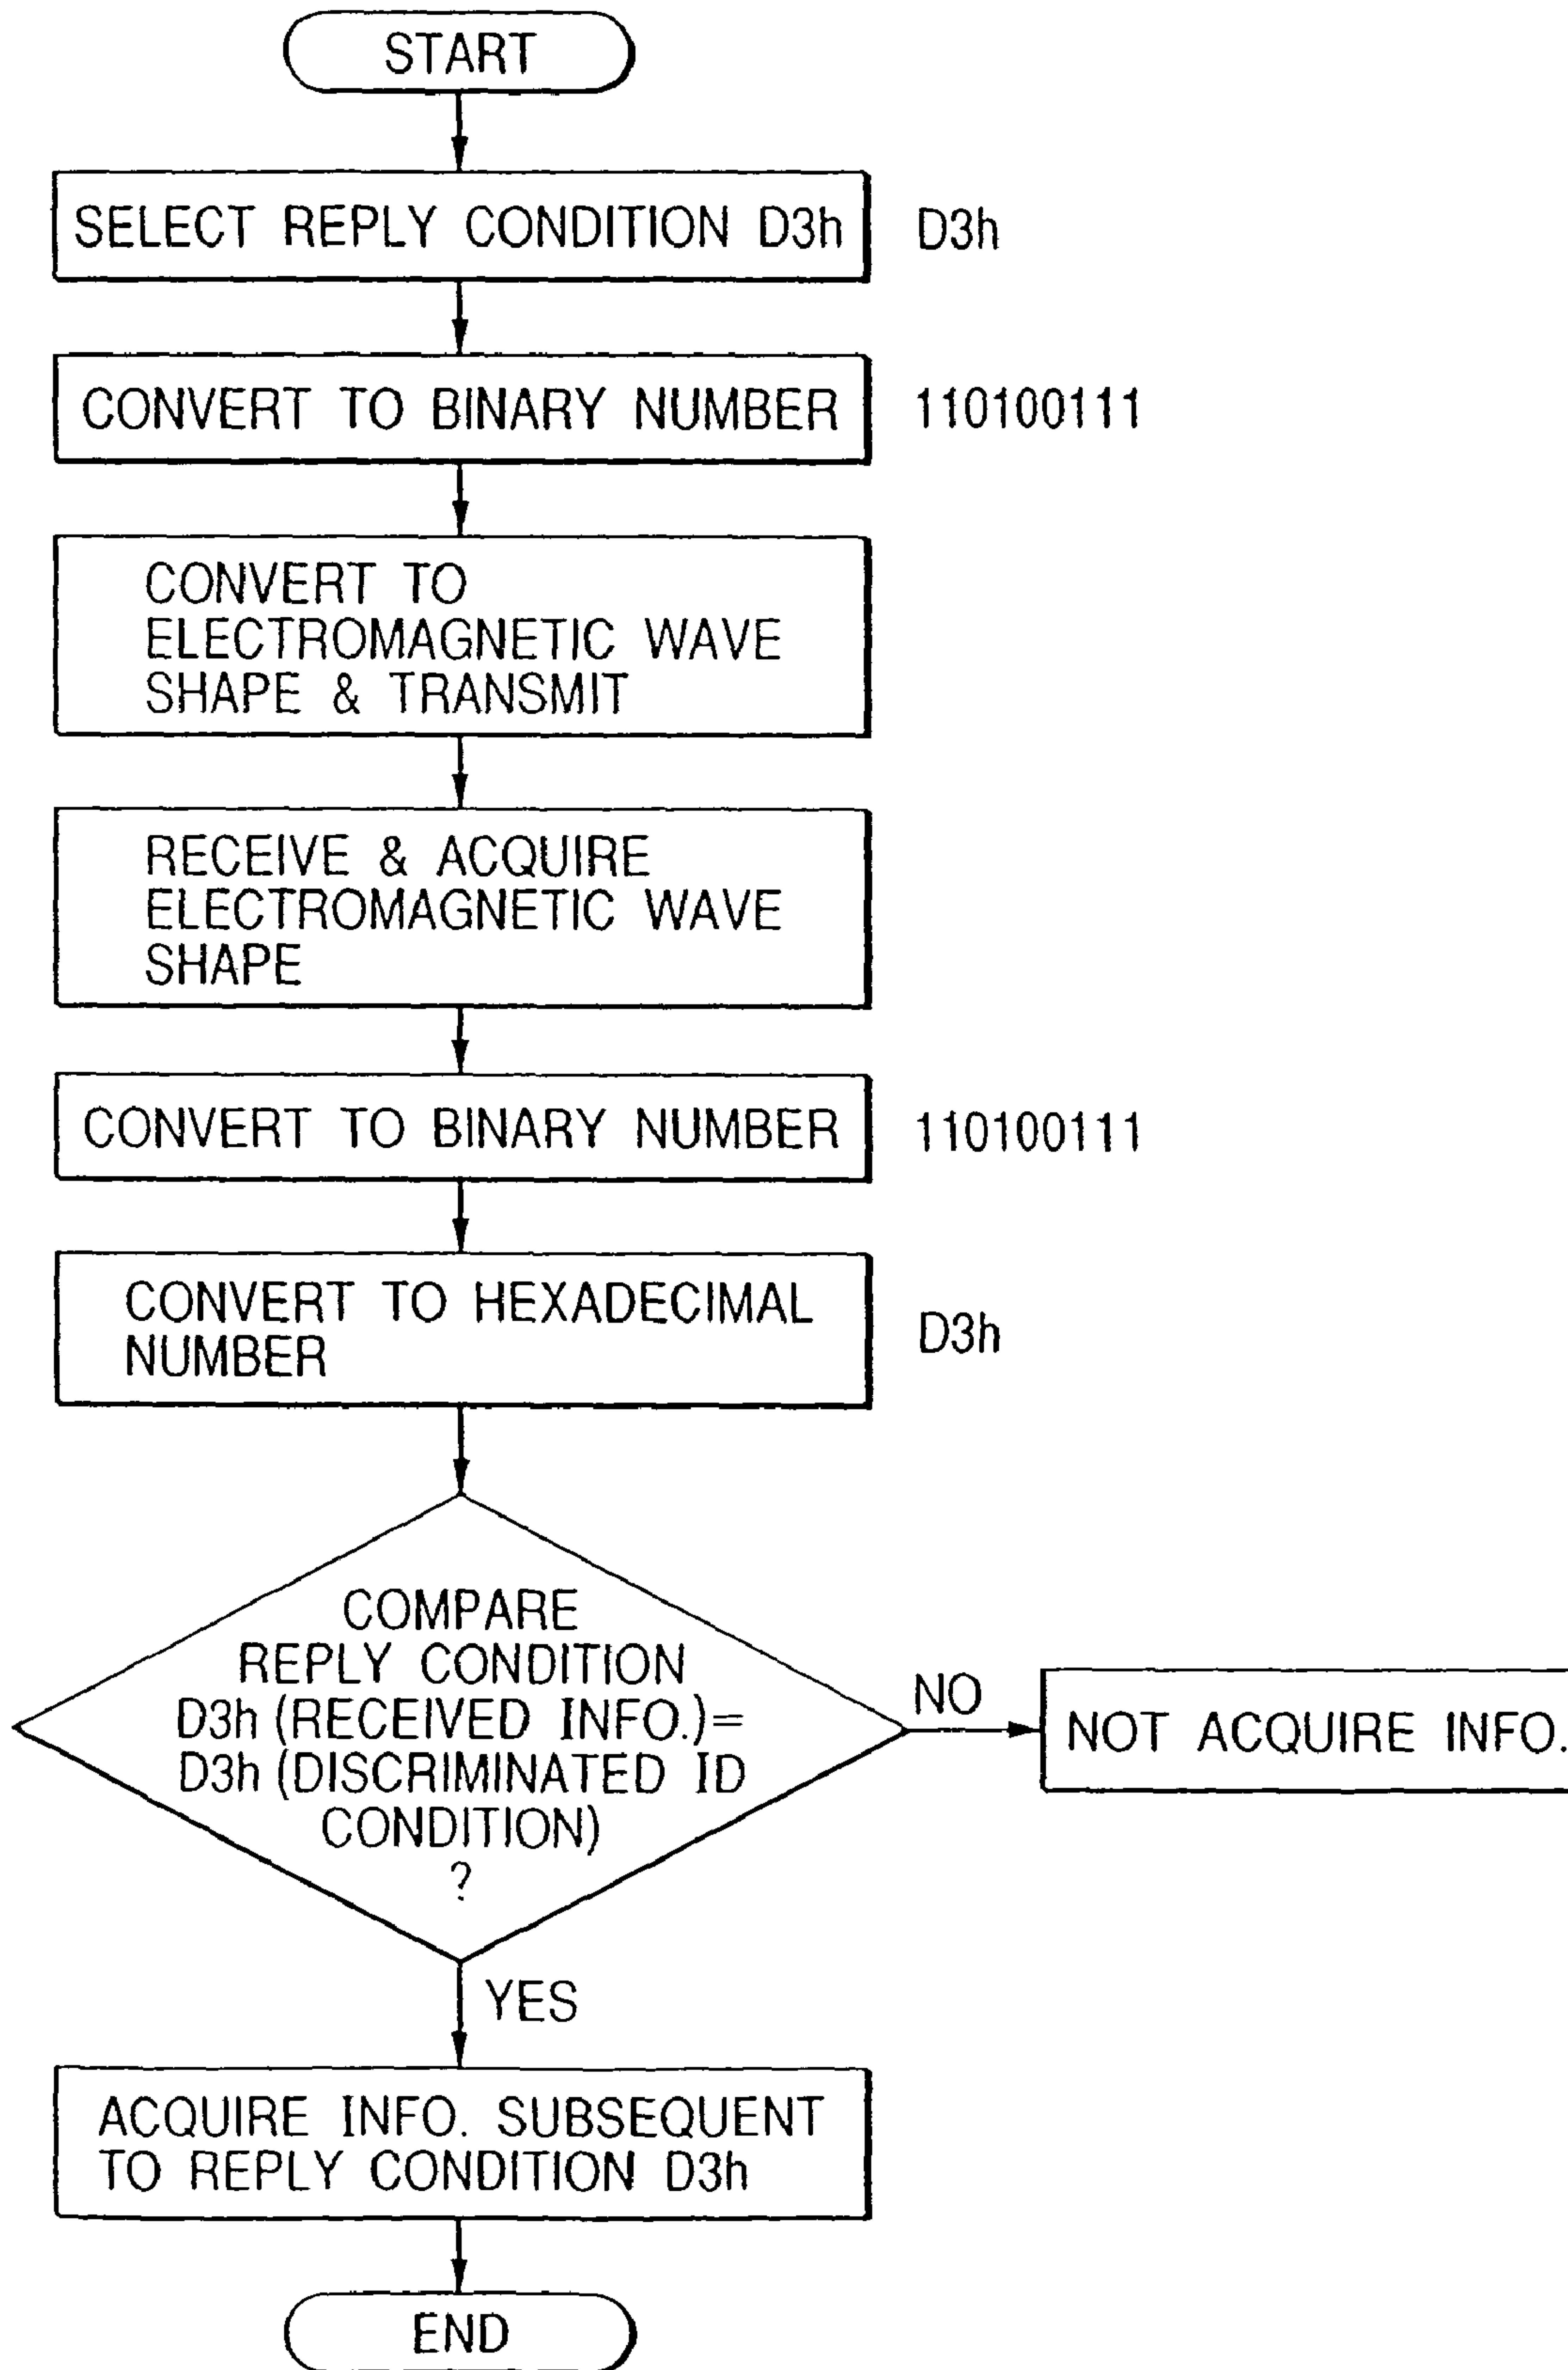 START
SELECT REPLY CONDITION D3h
D3h
CONVERT TO BINARY NUMBER
110100111
CONVERT TO
ELECTROMAGNETIC WAVE
SHAPE & TRANSMIT
RECEIVE & ACQUIRE
ELECTROMAGNETIC WAVE
SHAPE
CONVERT TO BINARY NUMBER
110100111
CONVERT TO HEXADECIMAL
NUMBER
D3h
COMPARE
REPLY CONDITION
D3h (RECEIVED INFO.)=
D3h (DISCRIMINATED ID
CONDITION)
?
NO
NOT ACQUIRE INFO.
YES
ACQUIRE INFO. SUBSEQUENT
TO REPLY CONDITION D3h
END